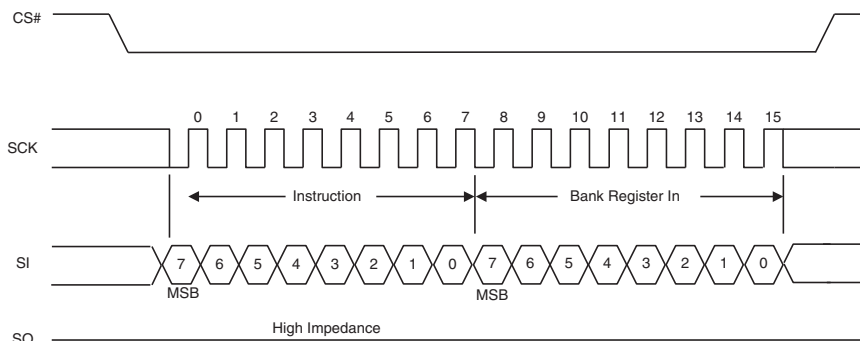 CS#
0 1 2 3 4 5 6 7 8 9 10 11 12 13 14 15
SCK
Instruction Bank Register In
SI 7 6 5 4 3 2 1 0 7 6 5 4 3 2 1 0
MSB MSB
High Impedance
SO